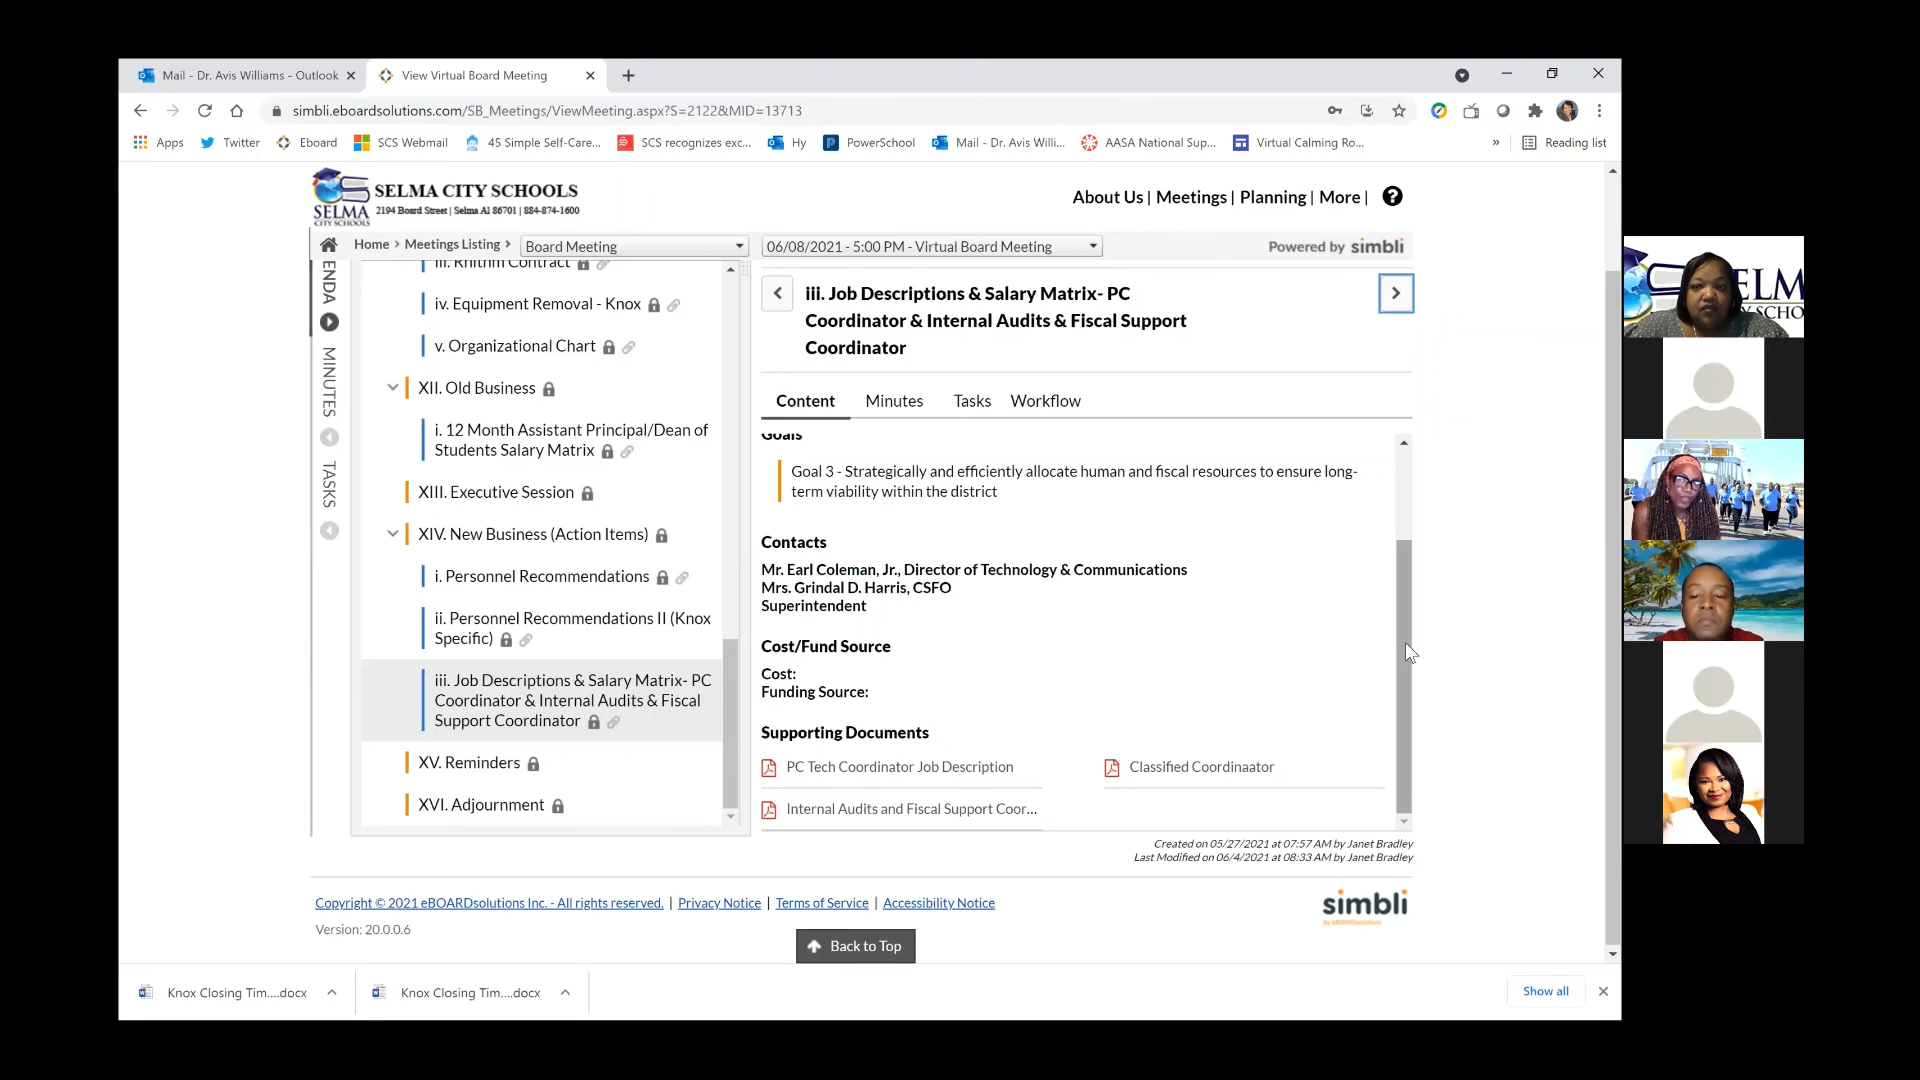 Mail - Dr. Avis Williams - Outlook
View Virtual Board Meeting
simbli.eboardsolutions.com/SB_Meetings/ViewMeeting.aspx?S=2122&MID=13713
Apps
Twitter
Eboard
SCS Webmail
45 Simple Self-Care...
SCS recognizes exc...
Hy
PowerSchool
Mail - Dr. Avis Willi...
AASA National Sup...
Virtual Calming Ro...
»
Reading list
SELMA
CITY SCHOOLS
SELMA CITY SCHOOLS
2194 Board Street | Selma Al 86701 | 884-874-1600
About Us | Meetings | Planning | More |
Home > Meetings Listing >
Board Meeting
06/08/2021 - 5:00 PM - Virtual Board Meeting
Powered by simbli
ENDA
MINUTES
TASKS
iii. Rhithm Contract
iv. Equipment Removal - Knox
v. Organizational Chart
XII. Old Business
i. 12 Month Assistant Principal/Dean of
Students Salary Matrix
XIII. Executive Session
XIV. New Business (Action Items)
i. Personnel Recommendations
ii. Personnel Recommendations II (Knox
Specific)
iii. Job Descriptions & Salary Matrix- PC
Coordinator & Internal Audits & Fiscal
Support Coordinator
XV. Reminders
XVI. Adjournment
iii. Job Descriptions & Salary Matrix- PC
Coordinator & Internal Audits & Fiscal Support
Coordinator
Content
Minutes
Tasks
Workflow
Goals
Goal 3 - Strategically and efficiently allocate human and fiscal resources to ensure long-
term viability within the district
Contacts
Mr. Earl Coleman, Jr., Director of Technology & Communications
Mrs. Grindal D. Harris, CSFO
Superintendent
Cost/Fund Source
Cost:
Funding Source:
Supporting Documents
PC Tech Coordinator Job Description
Classified Coordinaator
Internal Audits and Fiscal Support Coor...
Created on 05/27/2021 at 07:57 AM by Janet Bradley
Last Modified on 06/4/2021 at 08:33 AM by Janet Bradley
Copyright © 2021 eBOARDsolutions Inc. - All rights reserved. | Privacy Notice | Terms of Service | Accessibility Notice
Version: 20.0.0.6
simbli
Back to Top
Knox Closing Tim....docx
Knox Closing Tim....docx
Show all
ELM
SCHO